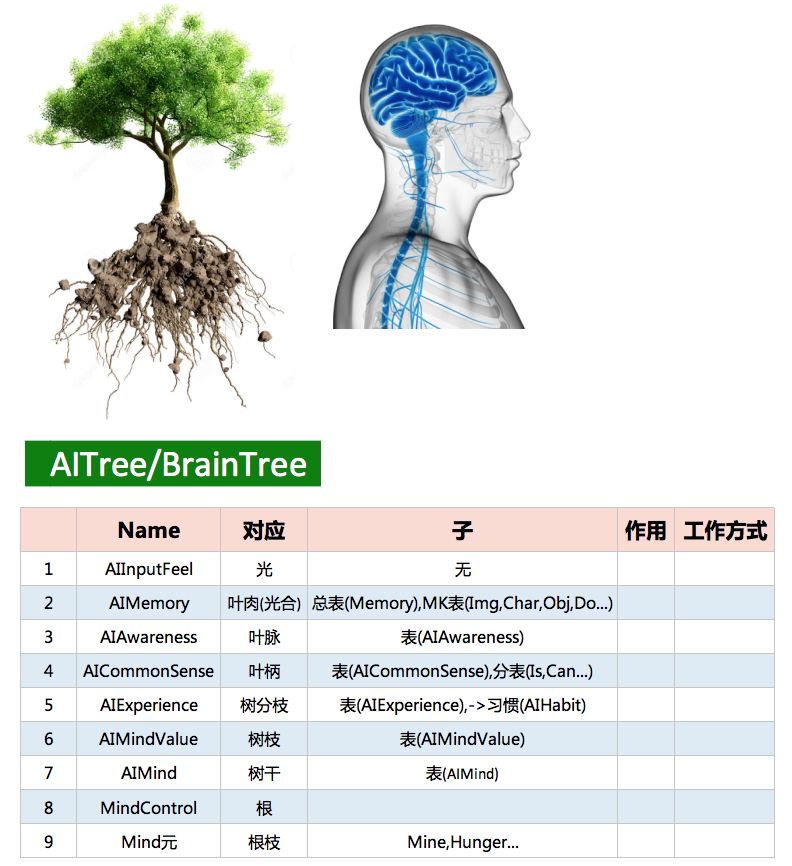 AITree/BrainTree
Name 对应 子 作用 工作方式
1 AIInputFeel 光 无
2 AIMemory 叶肉(光合) 总表(Memory),MK表(Img,Char,Obj,Do...)
3 AIAwareness 叶脉 表(AIAwareness)
4 AICommonSense 叶柄 表(AICommonSense),分表(Is,Can...)
5 AIExperience 树分枝 表(AIExperience),->习惯(AIHabit)
6 AIMindValue 树枝 表(AIMindValue)
7 AIMind 树干 表(AIMind)
8 MindControl 根
9 Mind元 根枝 Mine,Hunger...